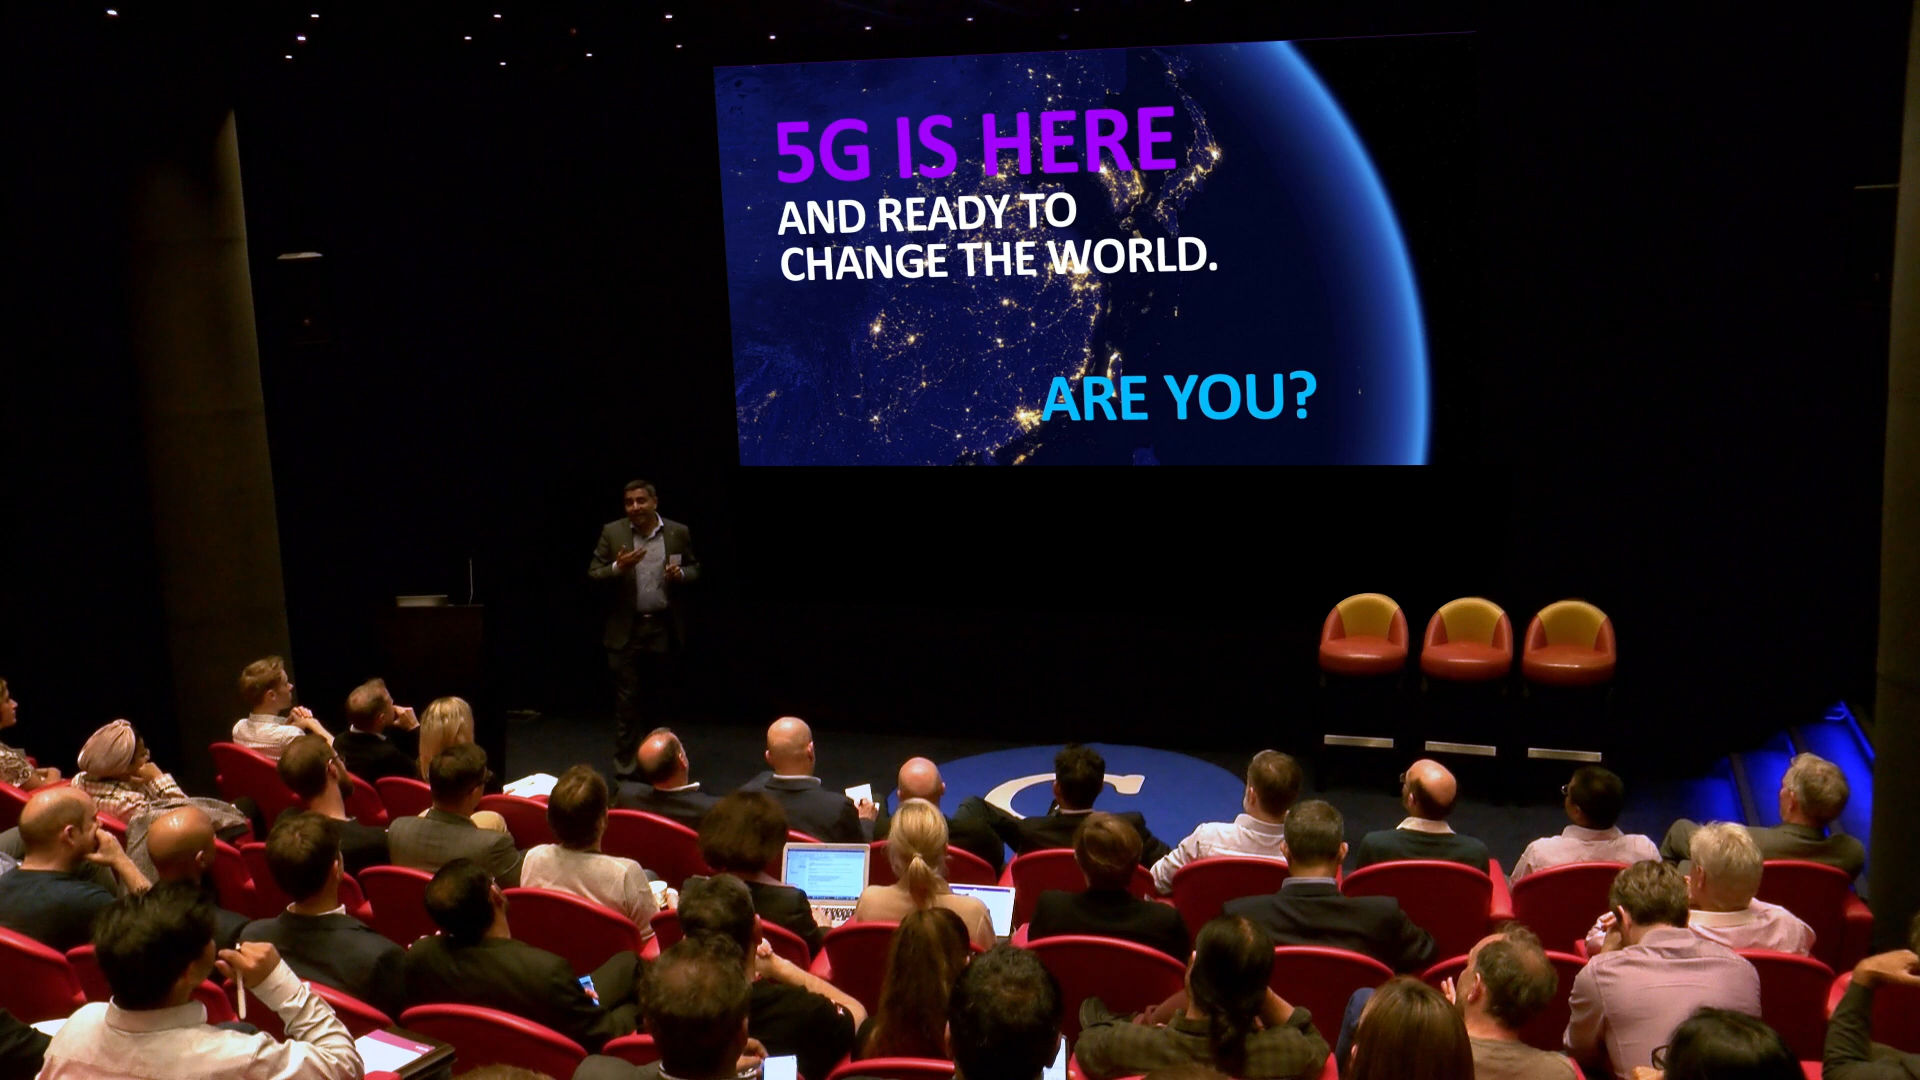 5G IS HERE
AND READY TO
CHANGE THE WORLD.
ARE YOU?